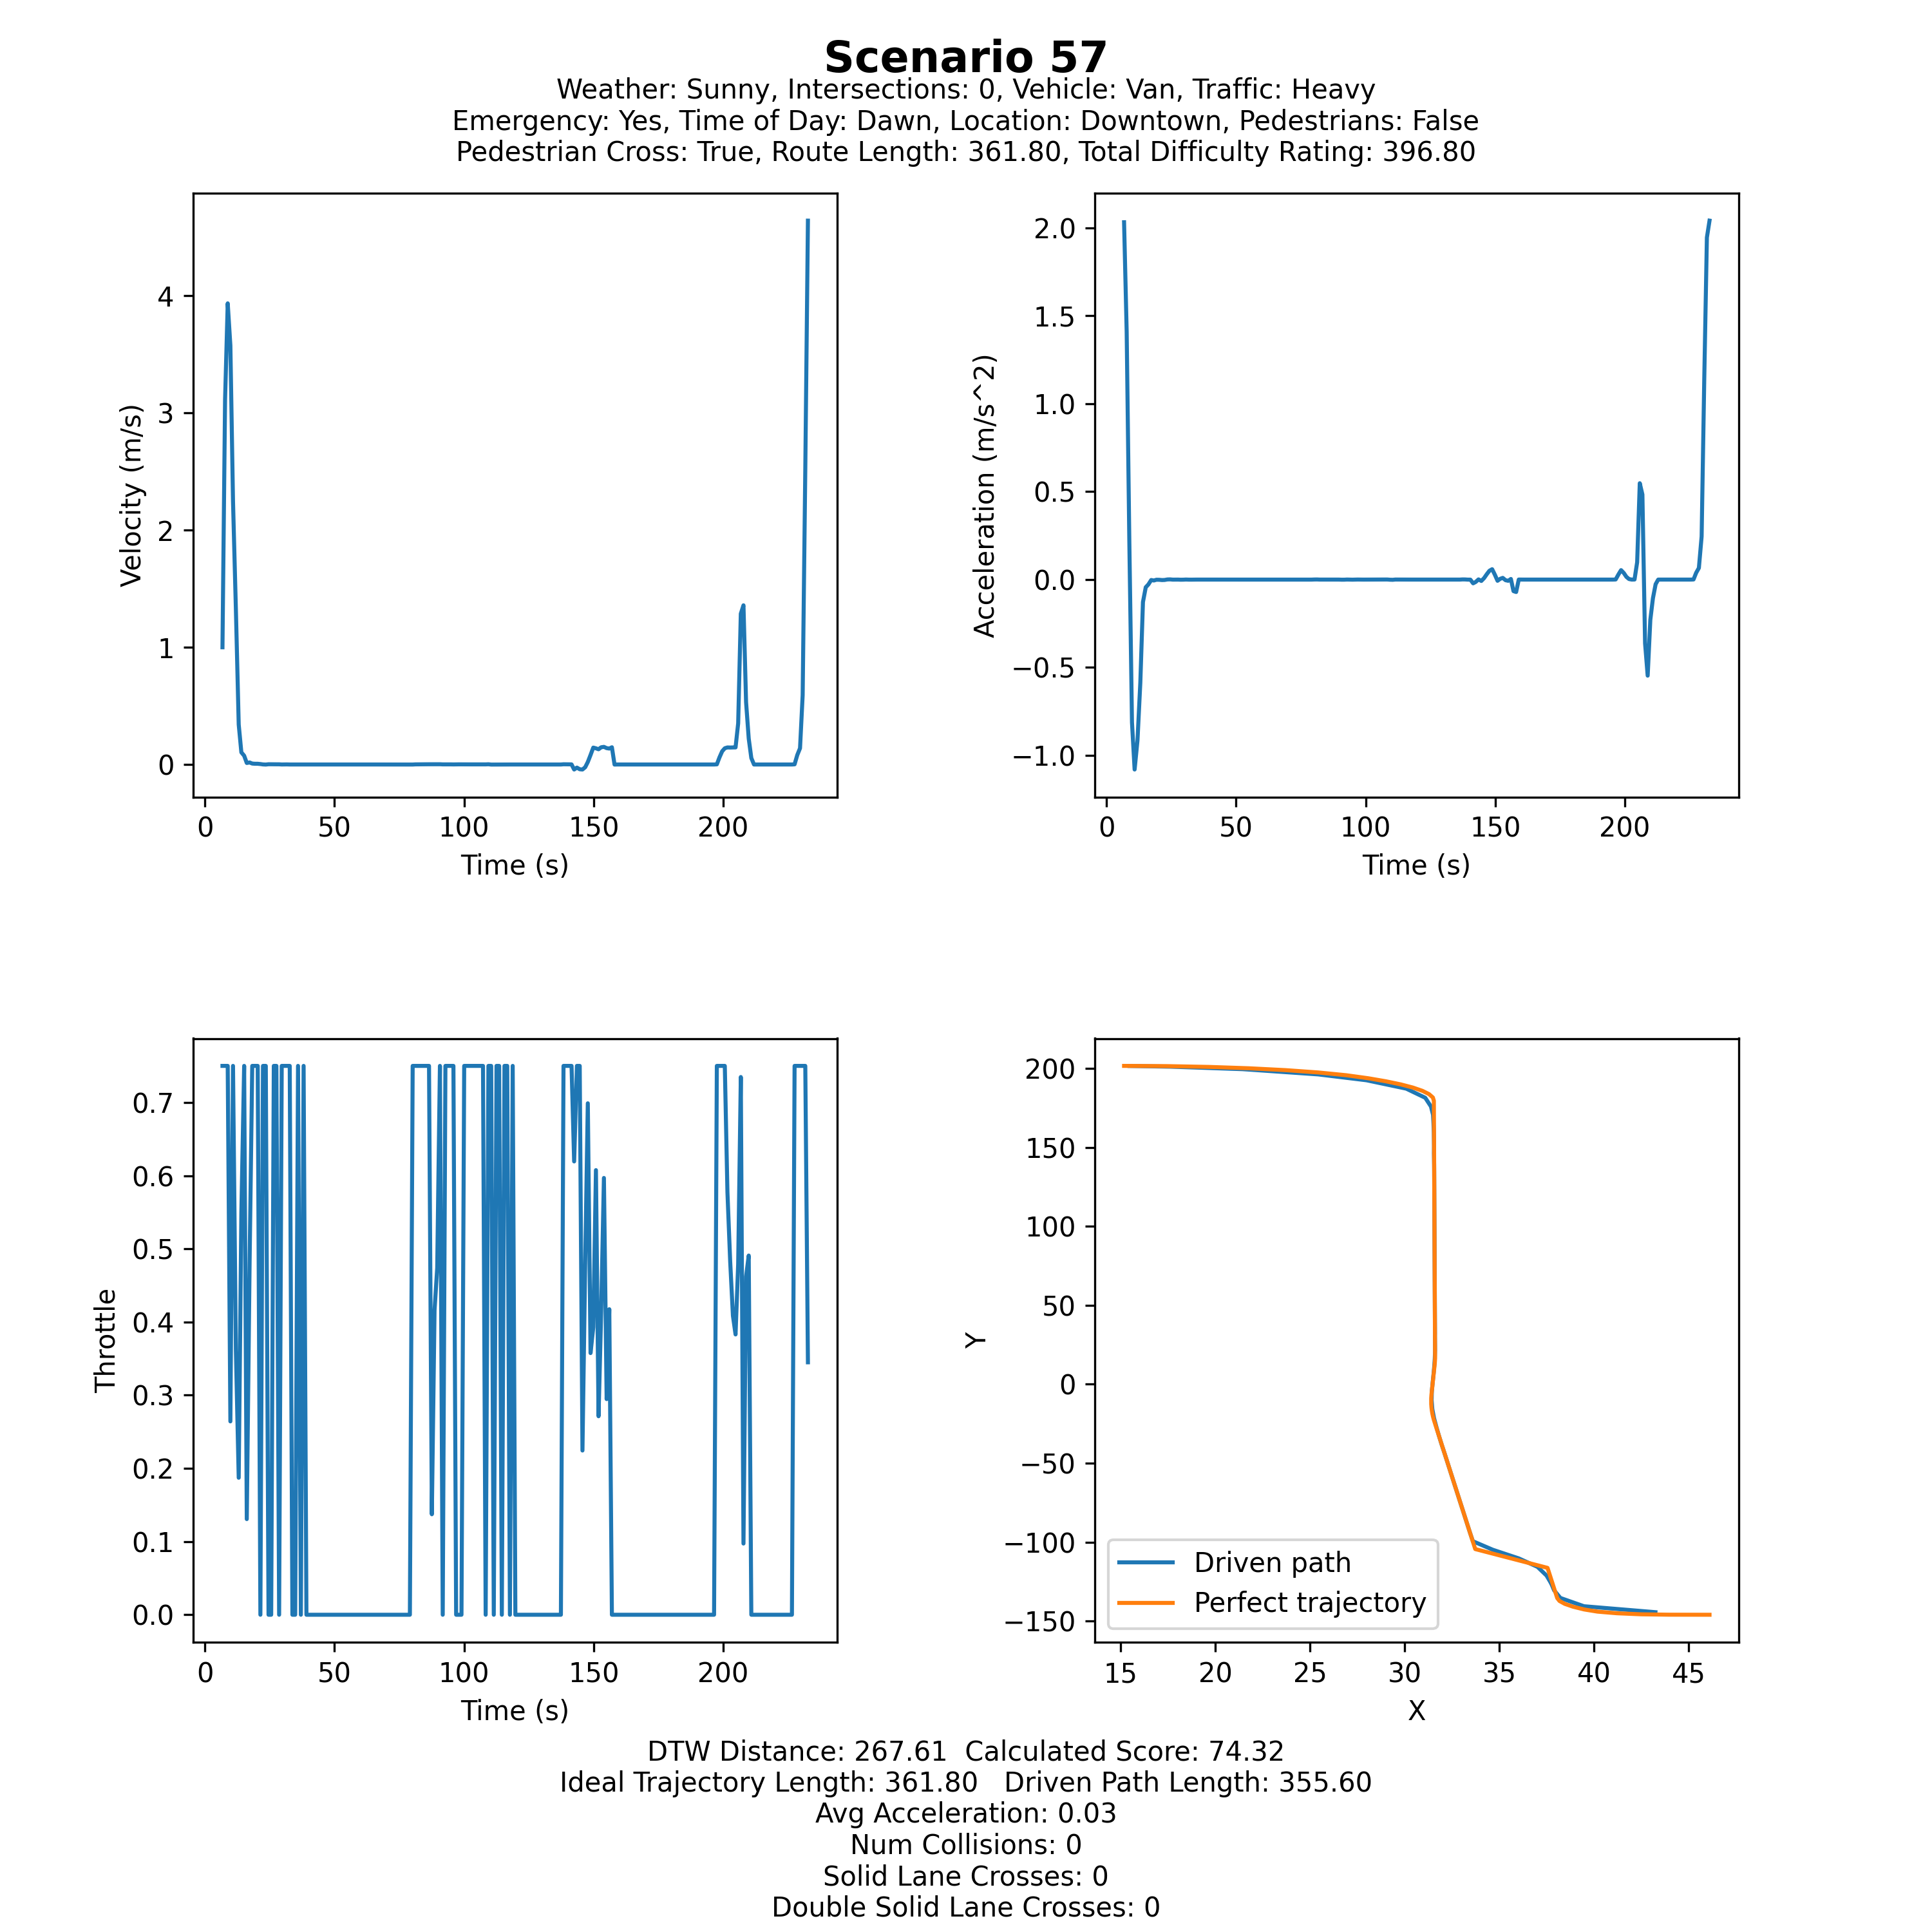 Scenario 57
Weather: Sunny, Intersections: 0, Vehicle: Van, Traffic: Heavy
Emergency: Yes, Time of Day: Dawn, Location: Downtown, Pedestrians: False
Pedestrian Cross: True, Route Length: 361.80, Total Difficulty Rating: 396.80
4
3
2
1
0
Velocity (m/s)
0 50 100 150 200
Time (s)
2.0
1.5
1.0
0.5
0.0
−0.5
−1.0
Acceleration (m/s^2)
0 50 100 150 200
Time (s)
0.7
0.6
0.5
0.4
0.3
0.2
0.1
0.0
Throttle
0 50 100 150 200
Time (s)
200
150
100
50
0
−50
−100
−150
Y
Driven path
Perfect trajectory
15 20 25 30 35 40 45
X
DTW Distance: 267.61 Calculated Score: 74.32
Ideal Trajectory Length: 361.80 Driven Path Length: 355.60
Avg Acceleration: 0.03
Num Collisions: 0
Solid Lane Crosses: 0
Double Solid Lane Crosses: 0